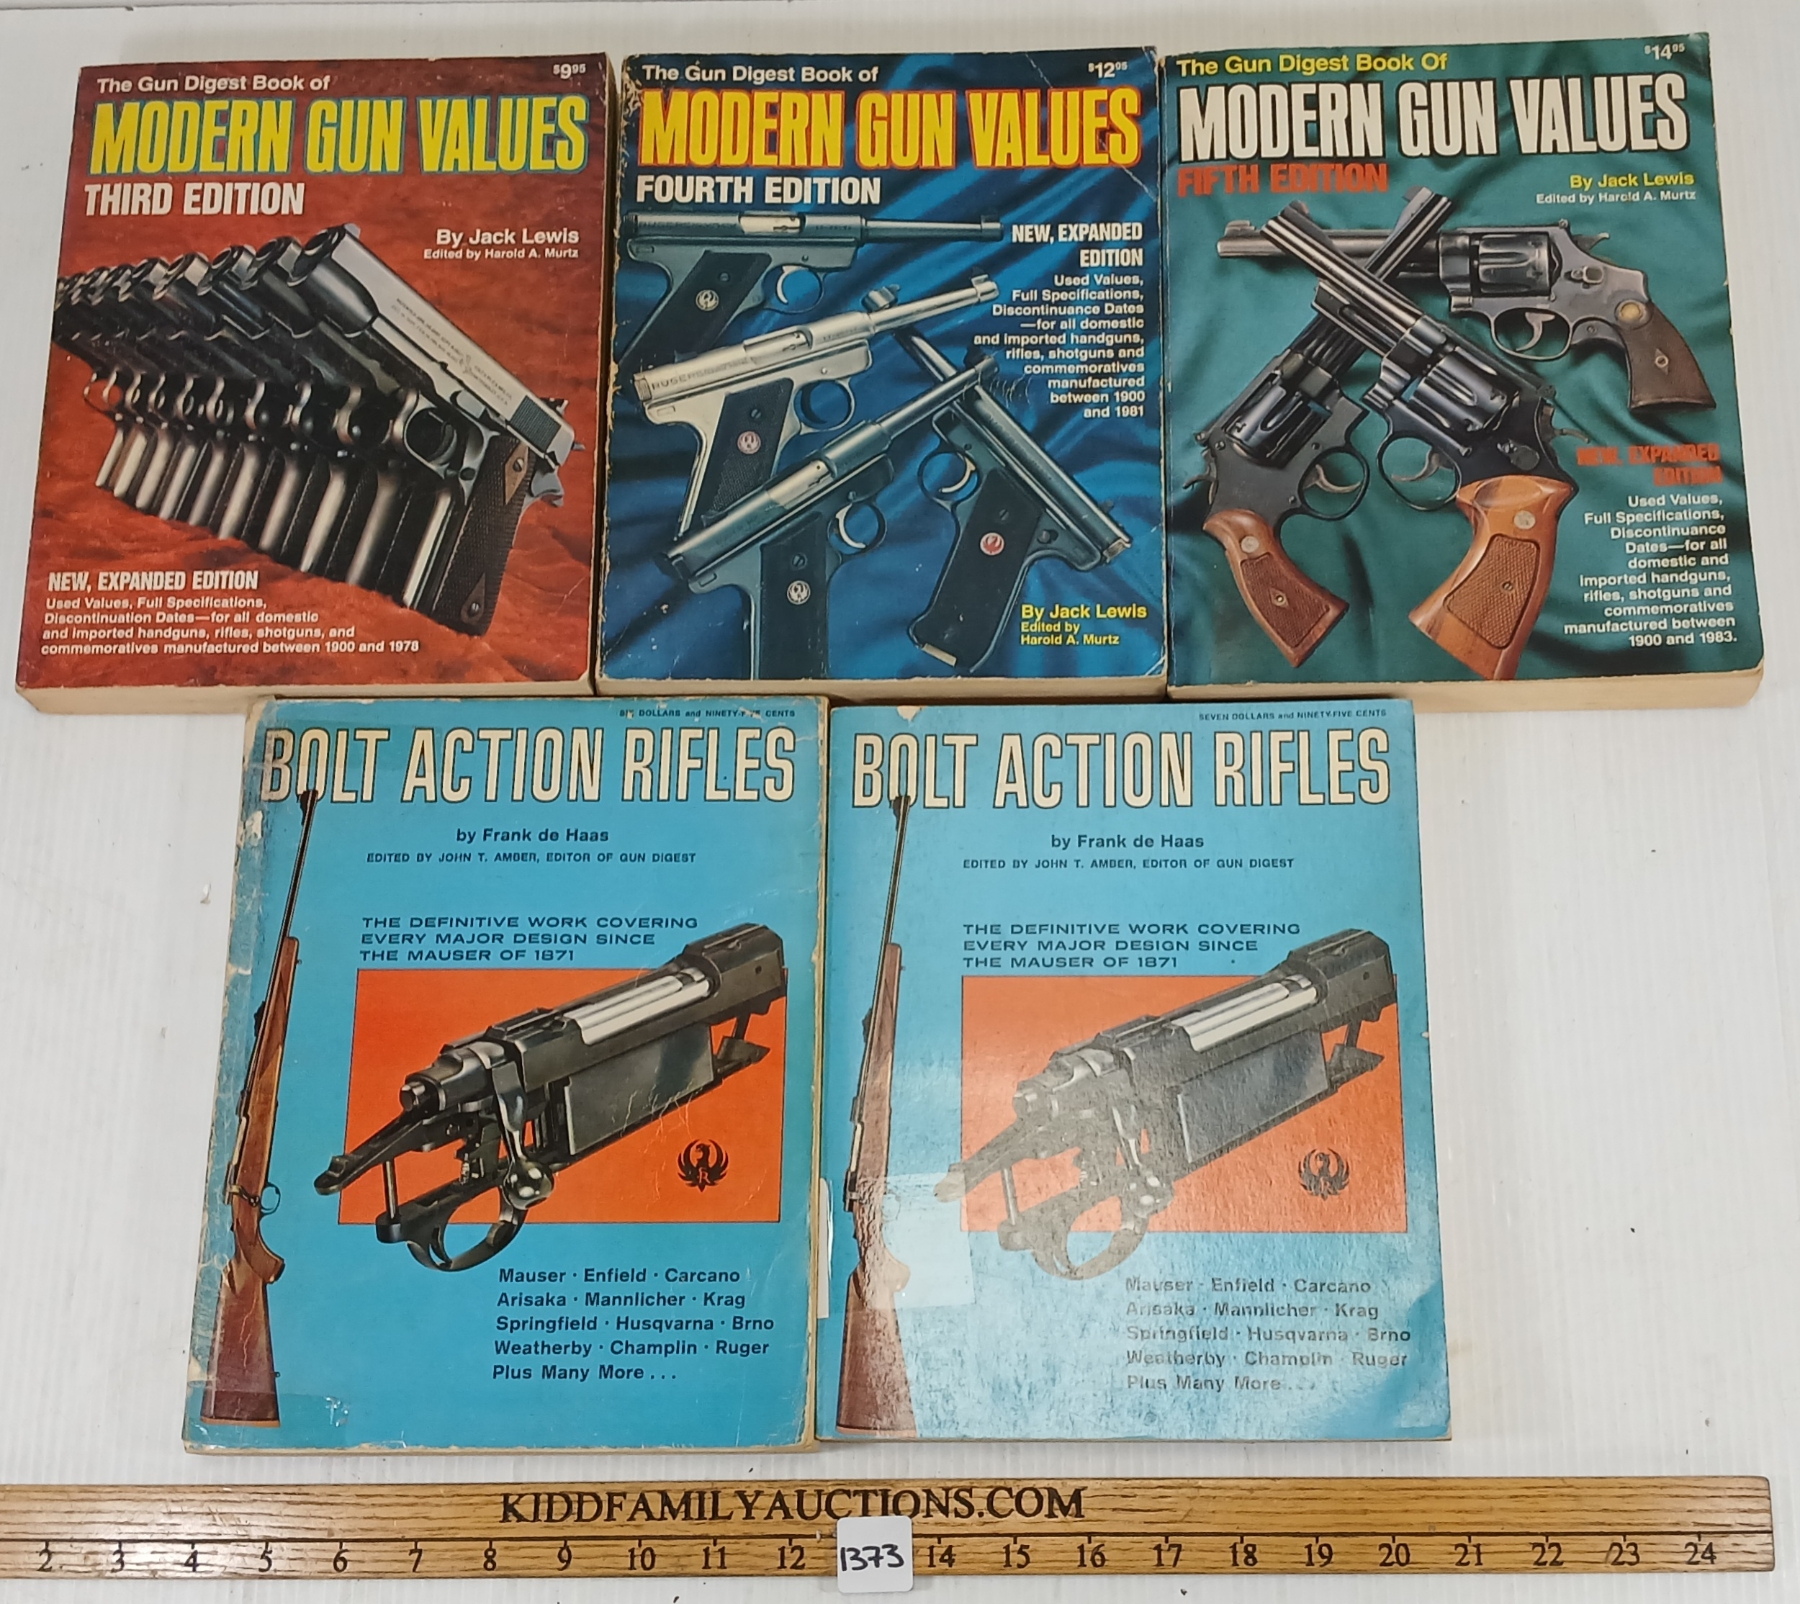 The Gun Digest Book of
$9.95
MODERN GUN VALUES
THIRD EDITION
By Jack Lewis
Edited by Harold A. Murtz
NEW, EXPANDED EDITION
Used Values, Full Specifications,
Discontinuation Dates—for all domestic
and imported handguns, rifles, shotguns, and
commemoratives manufactured between 1900 and 1978
The Gun Digest Book of
$12.95
MODERN GUN VALUES
FOURTH EDITION
NEW, EXPANDED
EDITION
Used Values,
Full Specifications,
Discontinuance Dates
—for all domestic
and imported handguns,
rifles, shotguns and
commemoratives
manufactured
between 1900
and 1981
RUGER
By Jack Lewis
Edited by
Harold A. Murtz
The Gun Digest Book Of
$14.95
MODERN GUN VALUES
FIFTH EDITION
By Jack Lewis
Edited by Harold A. Murtz
NEW, EXPANDED
EDITION
Used Values,
Full Specifications,
Discontinuance
Dates—for all
domestic and
imported handguns,
rifles, shotguns and
commemoratives
manufactured between
1900 and 1983.
SIX DOLLARS and NINETY-FIVE CENTS
BOLT ACTION RIFLES
by Frank de Haas
EDITED BY JOHN T. AMBER, EDITOR OF GUN DIGEST
THE DEFINITIVE WORK COVERING
EVERY MAJOR DESIGN SINCE
THE MAUSER OF 1871
Mauser · Enfield · Carcano
Arisaka · Mannlicher · Krag
Springfield · Husqvarna · Brno
Weatherby · Champlin · Ruger
Plus Many More . . .
SEVEN DOLLARS and NINETY-FIVE CENTS
BOLT ACTION RIFLES
by Frank de Haas
EDITED BY JOHN T. AMBER, EDITOR OF GUN DIGEST
THE DEFINITIVE WORK COVERING
EVERY MAJOR DESIGN SINCE
THE MAUSER OF 1871
Mauser · Enfield · Carcano
Arisaka · Mannlicher · Krag
Springfield · Husqvarna · Brno
Weatherby · Champlin · Ruger
Plus Many More . . .
KIDDFAMILYAUCTIONS.COM
2 3 4 5 6 7 8 9 10 11 12 1373 14 15 16 17 18 19 20 21 22 23 24